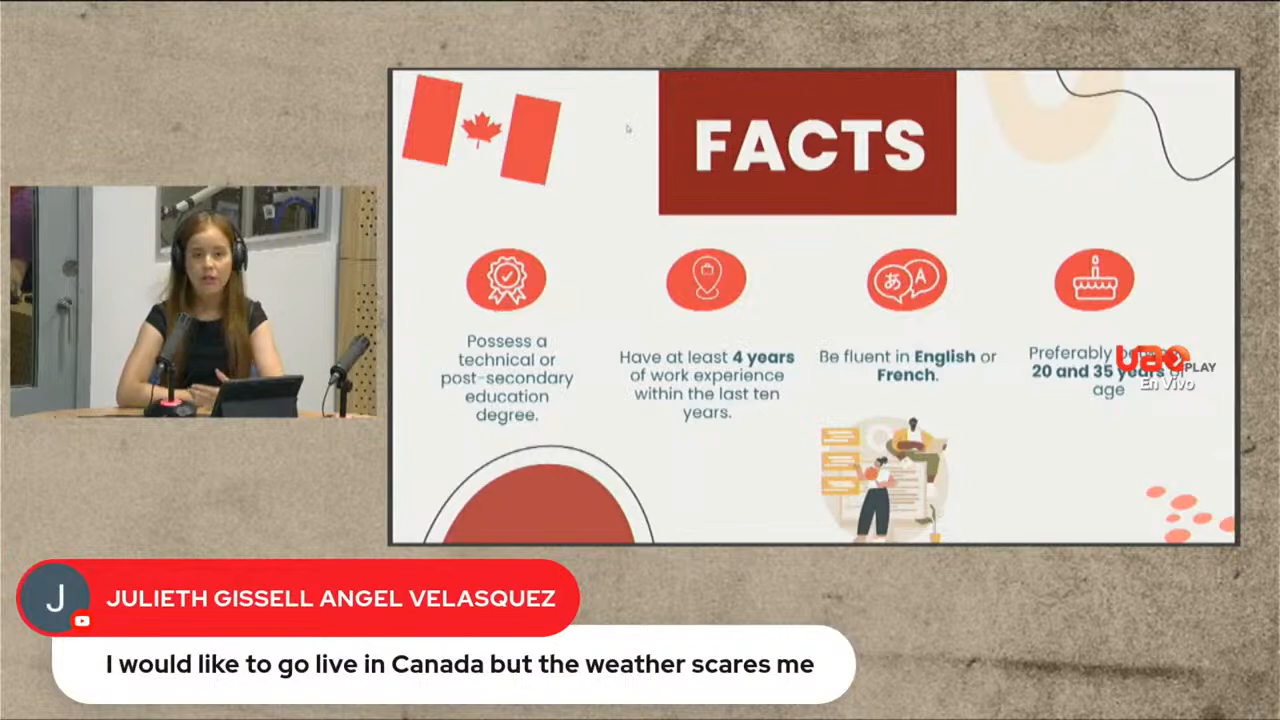 FACTS
Possess a
technical or
post-secondary
education
degree.
Have at least 4 years
of work experience
within the last ten
years.
Be fluent in English or
French.
あ A
Preferably
20 and 35 years of
age
uao
PLAY
En Vivo
J
JULIETH GISSELL ANGEL VELASQUEZ
I would like to go live in Canada but the weather scares me